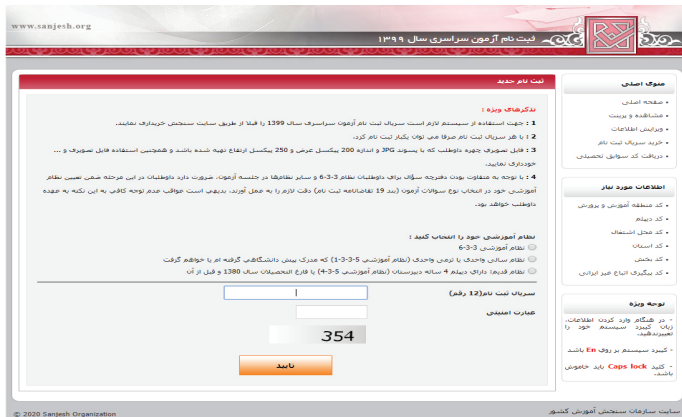 www.sanjesh.org
ثبت نام آزمون سراسری سال ۱۳۹۹
منوی اصلی
• صفحه اصلی
• مشاهده و پرینت
• ویرایش اطلاعات
• خرید سریال ثبت نام
• دریافت کد سوابق تحصیلی
اطلاعات مورد نیاز
• کد منطقه آموزش و پرورش
• کد دیپلم
• کد محل اشتغال
• کد استان
• کد بخش
• کد پیگیری اتباع غیر ایرانی
توجه ویژه
- در هنگام وارد کردن اطلاعات،
زبان کیبرد سیستم خود را
تغییرندهید.
- کیبرد سیستم بر روی En باشد
- کلید Caps lock باید خاموش
باشد.
ثبت نام جدید
تذکرهای ویژه :
1 : جهت استفاده از سیستم لازم است سریال ثبت نام آزمون سراسری سال 1399 را قبلا از طریق سایت سنجش خریداری نمایند.
2 : با هر سریال ثبت نام صرفا می توان یکبار ثبت نام کرد.
3 : فایل تصویری چهره داوطلب که با پسوند JPG و اندازه 200 پیکسل عرض و 250 پیکسل ارتفاع تهیه شده باشد و همچنین استفاده فایل تصویری و ...
خودداری نمایید.
4 : با توجه به متفاوت بودن دفترچه سؤال برای داوطلبان نظام 3-3-6 و سایر نظامها در جلسه آزمون، ضرورت دارد داوطلبان در این مرحله ضمن تعیین نظام
آموزشی خود در انتخاب نوع سوالات آزمون (بند 19 تقاضانامه ثبت نام) دقت لازم را به عمل آورند، بدیهی است عواقب عدم توجه کافی به این نکته به عهده
داوطلب خواهد بود.
نظام آموزشی خود را انتخاب کنید :
نظام آموزشی 3-3-6
نظام سالی واحدی یا ترمی واحدی (نظام آموزشی 5-3-3-1) که مدرک پیش دانشگاهی گرفته ام یا خواهم گرفت
نظام قدیم: دارای دیپلم 4 ساله دبیرستان (نظام آموزشی 5-3-4) یا فارغ التحصیلان سال 1380 و قبل از آن
سریال ثبت نام(12 رقم)
عبارت امنیتی
354
تایید
سایت سازمان سنجش آموزش کشور
© 2020 Sanjesh Organization